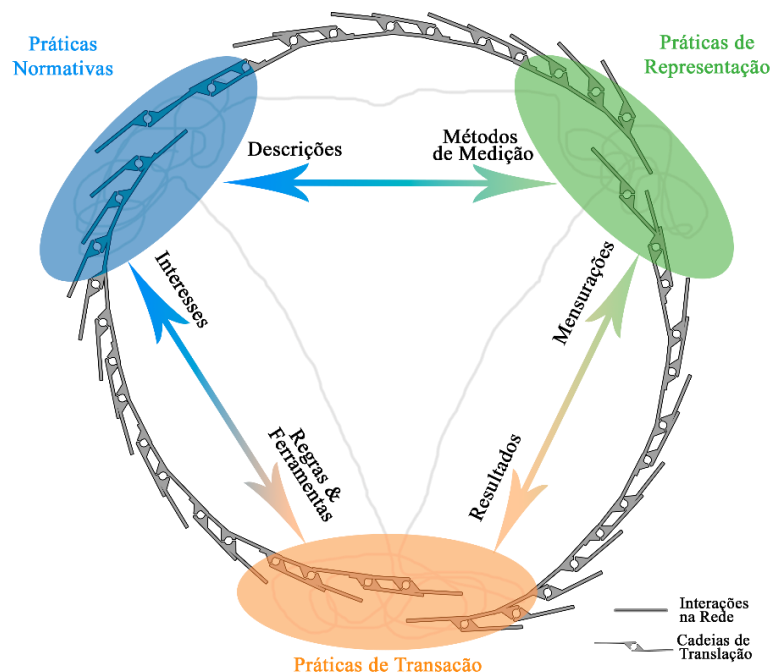 Práticas
Normativas
Práticas de
Representação
Descrições
Métodos
de Medição
Interesses
Mensurações
Regras &
Ferramentas
Resultados
Práticas de Transação
Interações
na Rede
Cadeias de
Translação